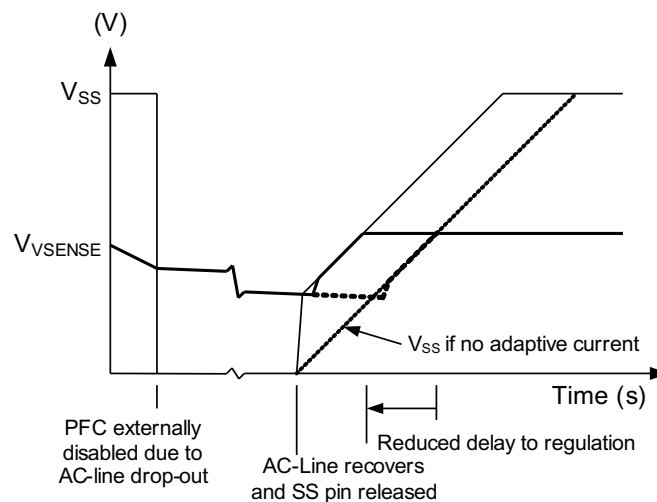 (V)
VSS
VVSENSE
VSS if no adaptive current
Time (s)
PFC externally
disabled due to
AC-line drop-out
AC-Line recovers
and SS pin released
Reduced delay to regulation